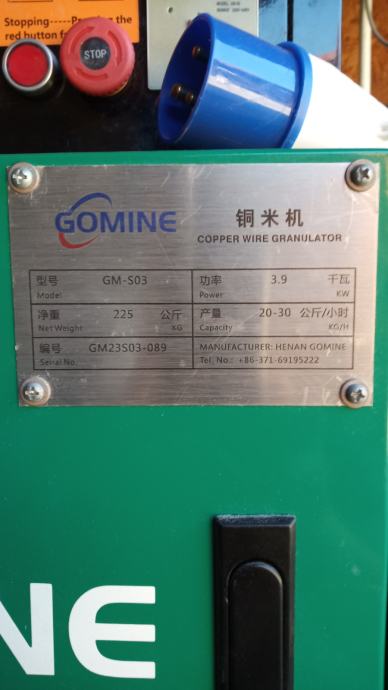 Stopping-----Pressing the
red button f
STOP
GOMINE
铜米机
COPPER WIRE GRANULATOR
型号 GM-S03 功率 3.9 千瓦
Model Power KW
净重 225 公斤 产量 20-30 公斤/小时
Net Weight KG Capacity KG/H
编号 GM23S03-089 MANUFACTURER: HENAN GOMINE
Serial No. Tel. No.: +86-371-69195222
NE